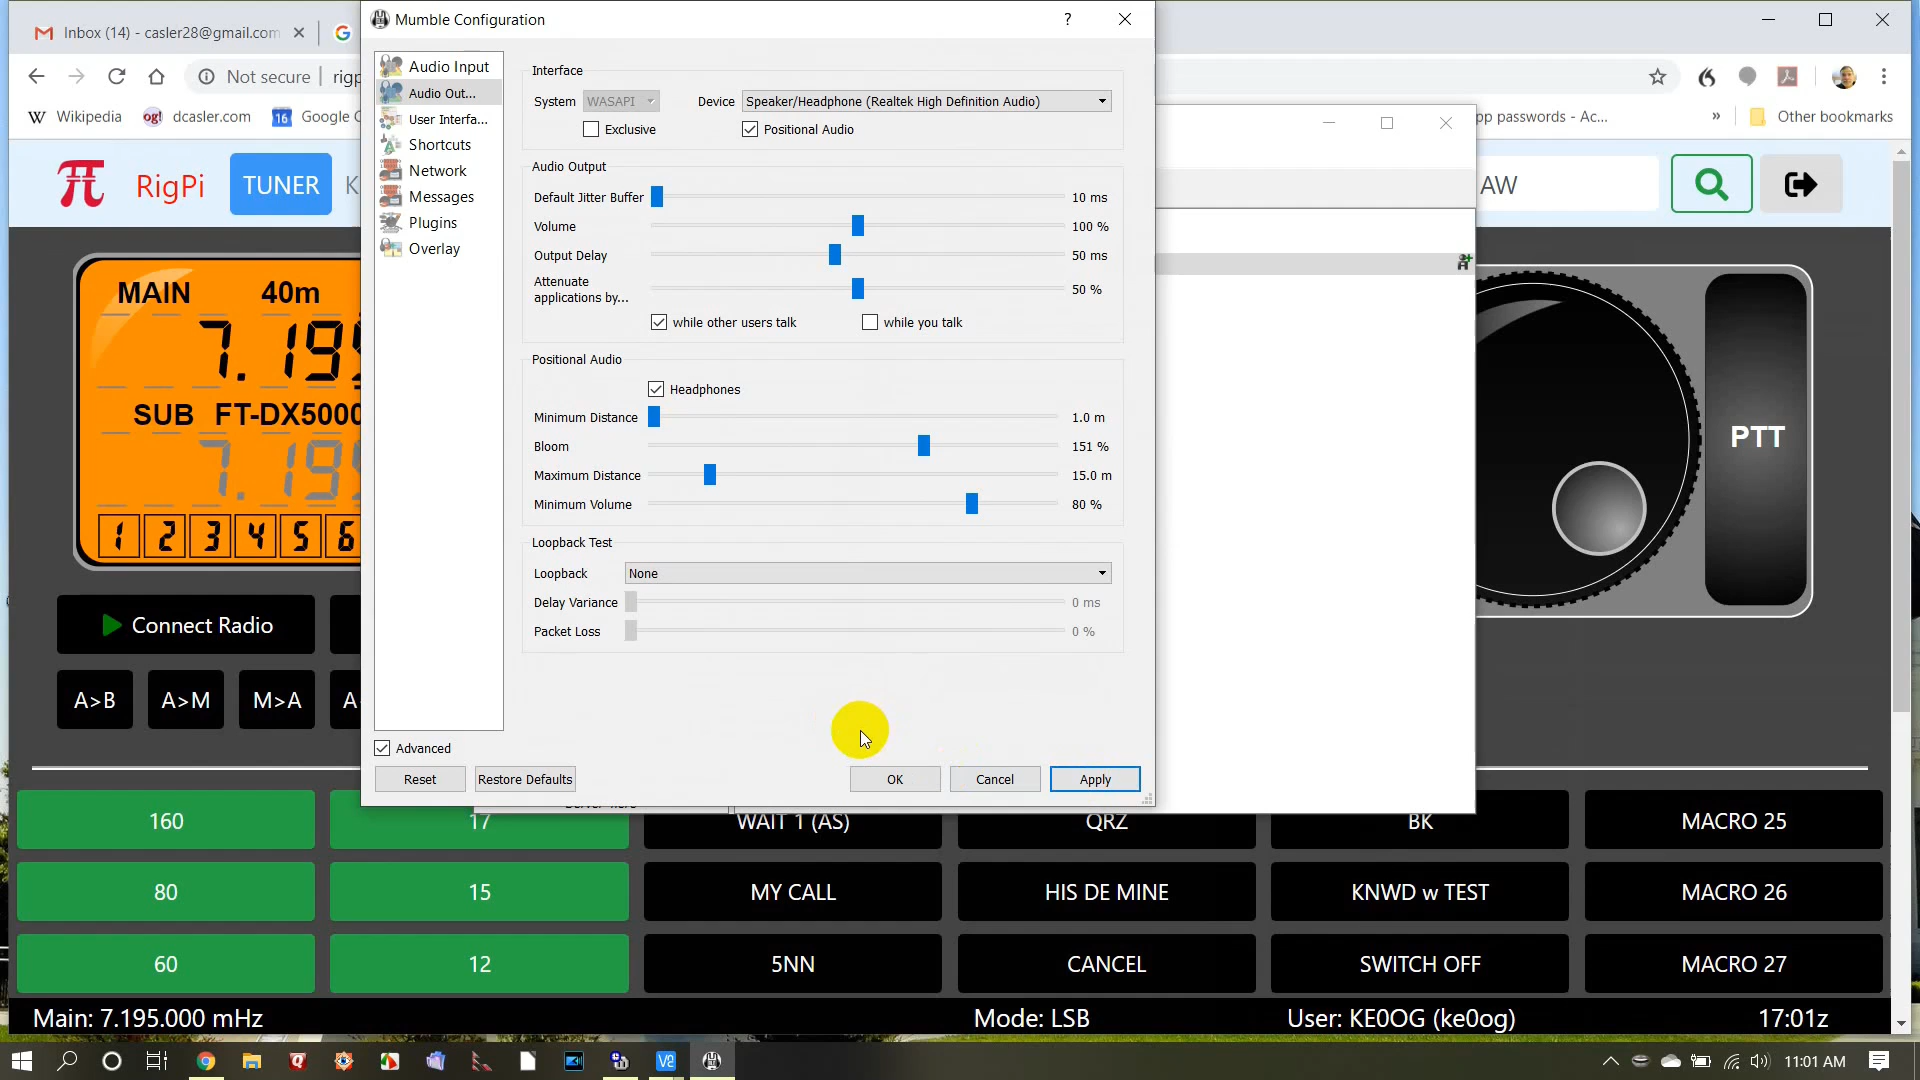 Inbox (14) - casler28@gmail.com
Mumble Configuration
?
Not secure
rigp
Wikipedia
og!
dcasler.com
16
Google C
pp passwords - Ac...
»
Other bookmarks
RigPi
TUNER
K
AW
Audio Input
Audio Out...
User Interfa...
Shortcuts
Network
Messages
Plugins
Overlay
Interface
System
WASAPI
Device
Speaker/Headphone (Realtek High Definition Audio)
Exclusive
Positional Audio
Audio Output
Default Jitter Buffer
10 ms
Volume
100 %
Output Delay
50 ms
Attenuate
applications by...
50 %
while other users talk
while you talk
Positional Audio
Headphones
Minimum Distance
1.0 m
Bloom
151 %
Maximum Distance
15.0 m
Minimum Volume
80 %
Loopback Test
Loopback
None
Delay Variance
0 ms
Packet Loss
0 %
Advanced
Reset
Restore Defaults
OK
Cancel
Apply
MAIN
40m
7.195
SUB
FT-DX5000
7.195
1 2 3 4 5 6
PTT
Connect Radio
A>B
A>M
M>A
A
160
17
WAIT 1 (AS)
QRZ
BK
MACRO 25
80
15
MY CALL
HIS DE MINE
KNWD w TEST
MACRO 26
60
12
5NN
CANCEL
SWITCH OFF
MACRO 27
Main: 7.195.000 mHz
Mode: LSB
User: KE0OG (ke0og)
17:01z
11:01 AM